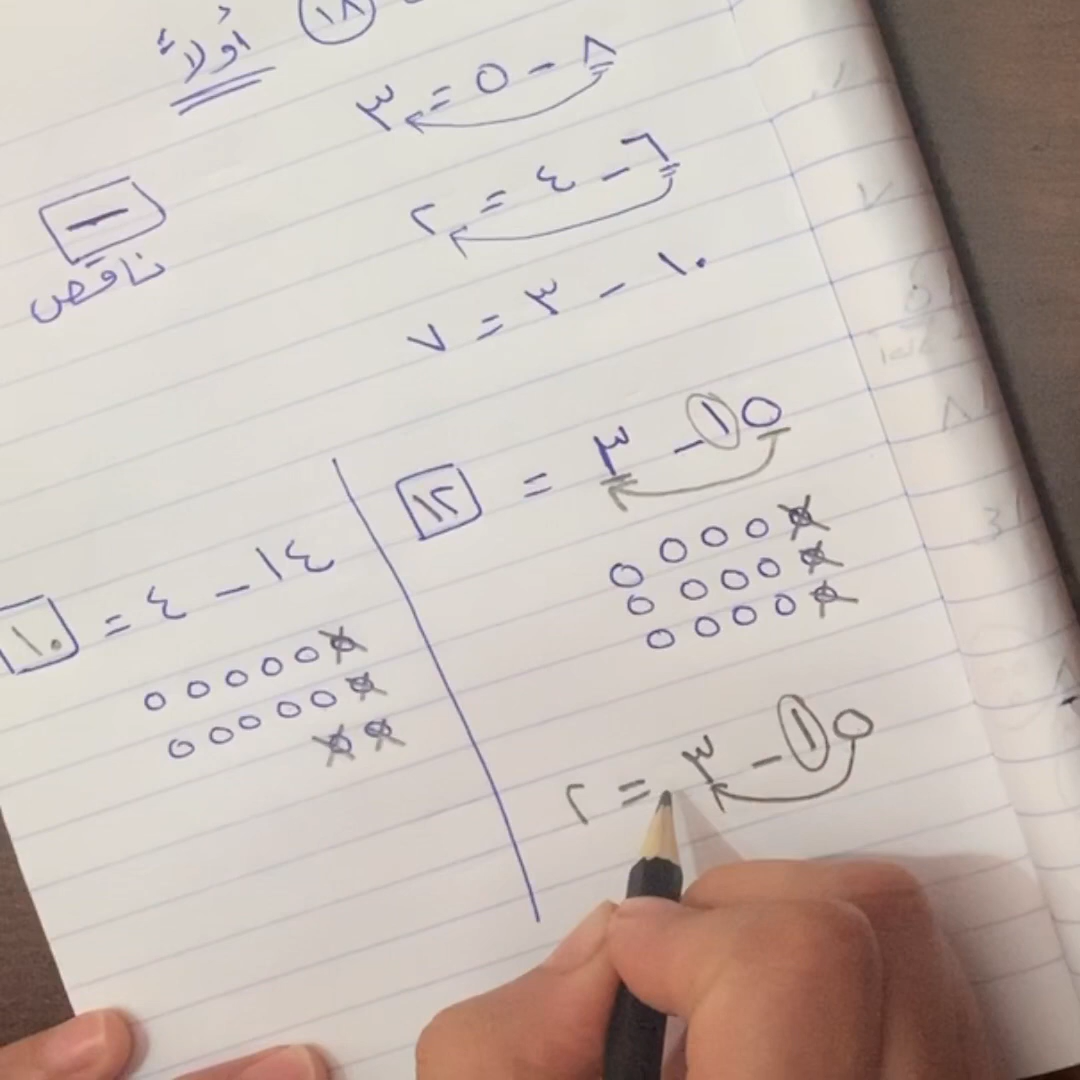 ١٨
أولاً
٨ - ٥ = ٣
٦ - ٤ = ٢
-
ناقص
١٠ - ٣ = ٧
١٥ - ٣ = ١٢
١٤ - ٤ = ١٠
١٥ - ٣ = ٢